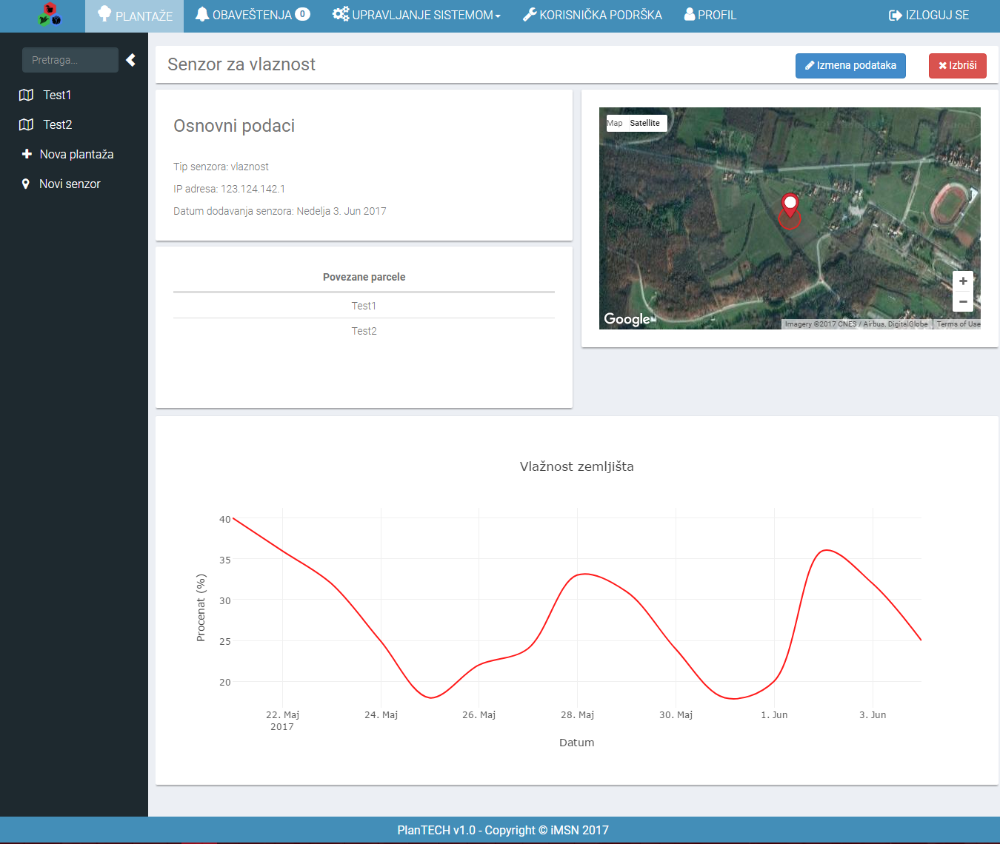 PLANTAŽE
OBAVEŠTENJA 0
UPRAVLJANJE SISTEMOM
KORISNIČKA PODRŠKA
PROFIL
IZLOGUJ SE
Pretraga...
Test1
Test2
Nova plantaža
Novi senzor
Senzor za vlaznost
Izmena podataka
Izbriši
Osnovni podaci
Tip senzora: vlaznost
IP adresa: 123.124.142.1
Datum dodavanja senzora: Nedelja 3. Jun 2017
Povezane parcele
Test1
Test2
Map Satellite
Google
Imagery ©2017 CNES / Airbus, DigitalGlobe
Terms of Use
Vlažnost zemljišta
Procenat (%)
40
35
30
25
20
22. Maj
2017
24. Maj
26. Maj
28. Maj
30. Maj
1. Jun
3. Jun
Datum
PlanTECH v1.0 - Copyright © iMSN 2017